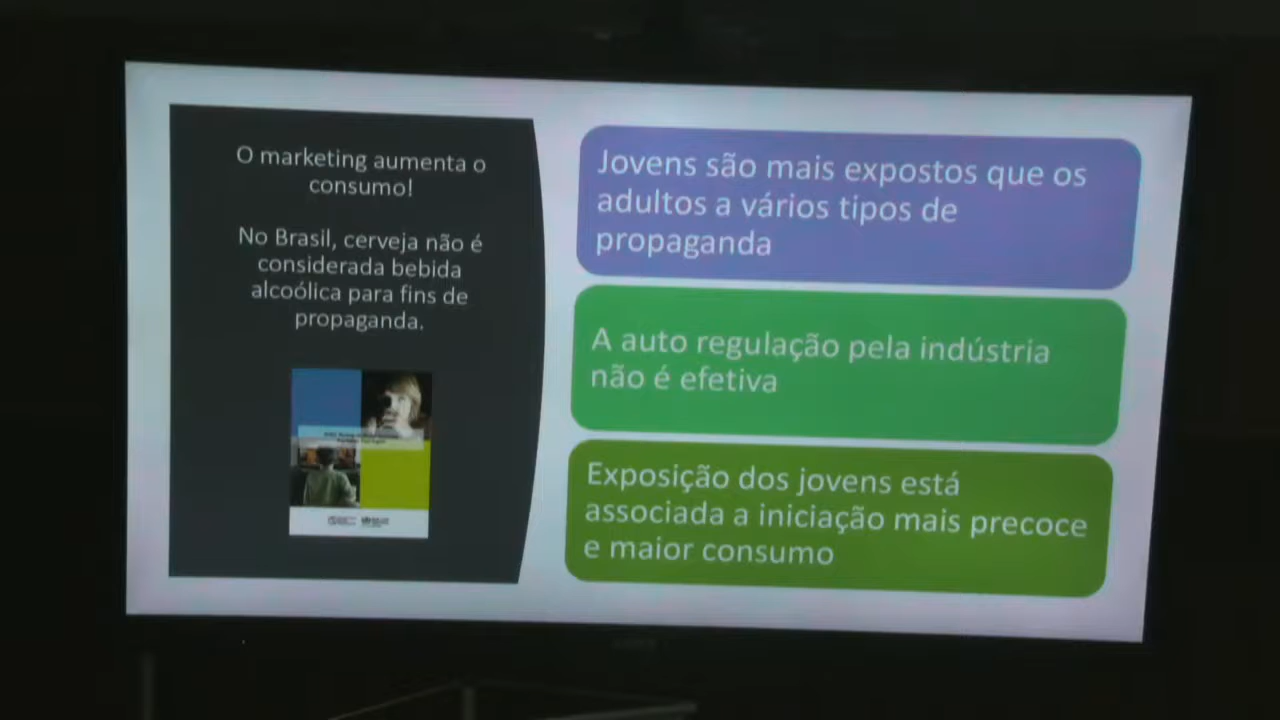 O marketing aumenta o
consumo!
No Brasil, cerveja não é
considerada bebida
alcoólica para fins de
propaganda.
Jovens são mais expostos que os
adultos a vários tipos de
propaganda
A auto regulação pela indústria
não é efetiva
Exposição dos jovens está
associada a iniciação mais precoce
e maior consumo